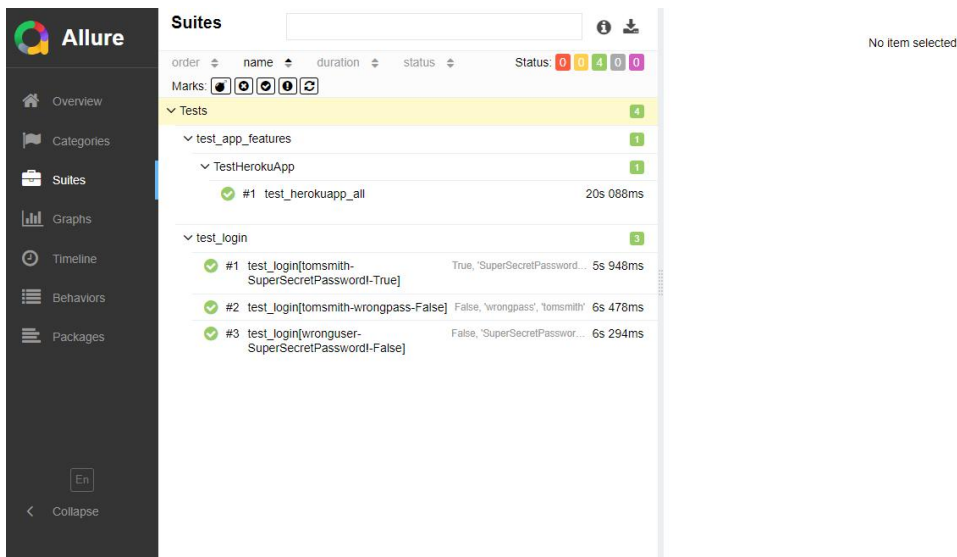 Allure
Overview
Categories
Suites
Graphs
Timeline
Behaviors
Packages
En
Collapse
Suites
order name duration status Status: 0 0 4 0 0
Marks:
Tests 4
test_app_features 1
TestHerokuApp 1
#1 test_herokuapp_all 20s 088ms
test_login 3
#1 test_login[tomsmith- True, 'SuperSecretPassword... 5s 948ms
SuperSecretPassword!-True]
#2 test_login[tomsmith-wrongpass-False] False, 'wrongpass', 'tomsmith' 6s 478ms
#3 test_login[wronguser- False, 'SuperSecretPasswor... 6s 294ms
SuperSecretPassword!-False]
No item selected